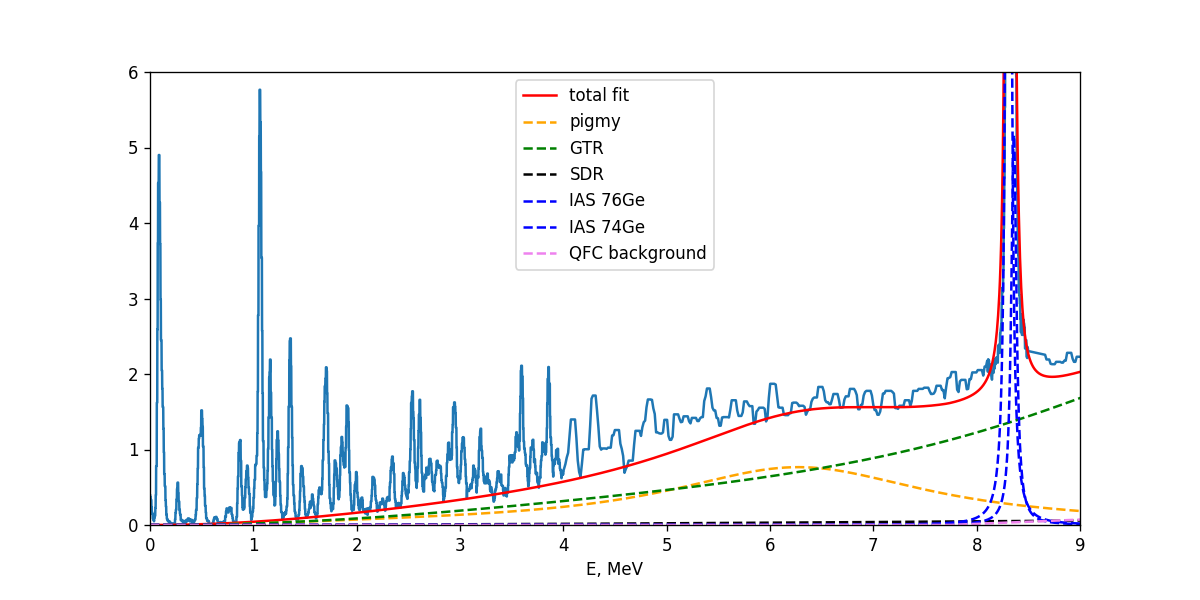 6
5
4
3
2
1
0
total fit
pigmy
GTR
SDR
IAS 76Ge
IAS 74Ge
QFC background
0 1 2 3 4 5 6 7 8 9
E, MeV